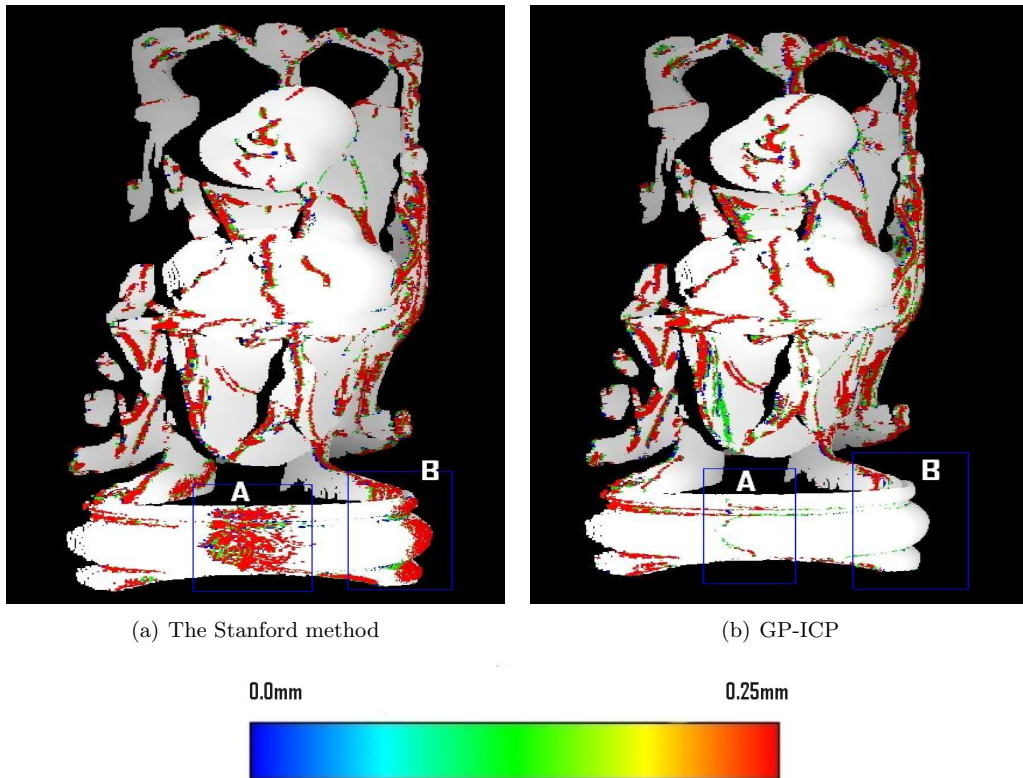 A
B
A
B
(a) The Stanford method
(b) GP-ICP
0.0mm
0.25mm